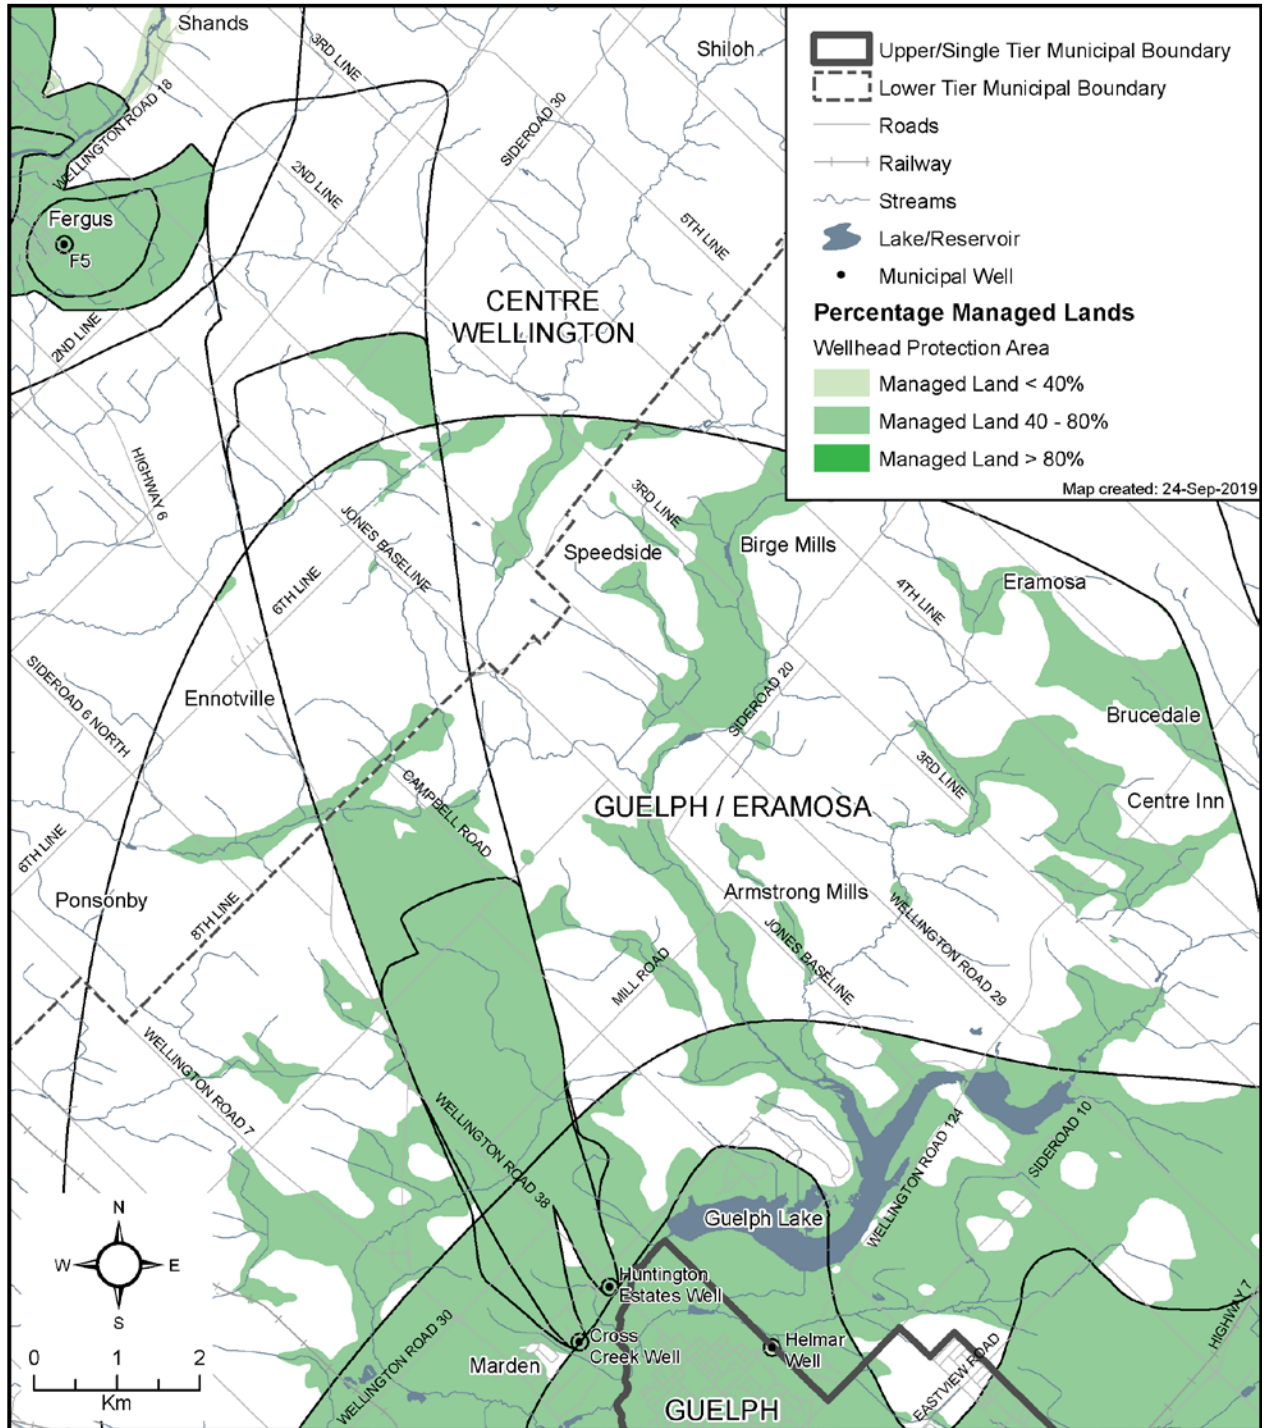 Shands
3RD LINE
Shiloh
WELLINGTON ROAD 18
SIDEROAD 30
2ND LINE
5TH LINE
Fergus
F5
2ND LINE
CENTRE
WELLINGTON
Upper/Single Tier Municipal Boundary
Lower Tier Municipal Boundary
Roads
Railway
Streams
Lake/Reservoir
Municipal Well
Percentage Managed Lands
Wellhead Protection Area
Managed Land < 40%
Managed Land 40 - 80%
Managed Land > 80%
Map created: 24-Sep-2019
HIGHWAY 6
JONES BASELINE
3RD LINE
Speedside
Birge Mills
6TH LINE
4TH LINE
Eramosa
SIDEROAD 6 NORTH
Ennotville
SIDEROAD 20
Brucedale
CAMPBELL ROAD
3RD LINE
GUELPH / ERAMOSA
Centre Inn
6TH LINE
Ponsonby
8TH LINE
Armstrong Mills
JONES BASELINE
WELLINGTON ROAD 29
MILL ROAD
WELLINGTON ROAD 7
WELLINGTON ROAD 38
WELLINGTON ROAD 124
SIDEROAD 10
Guelph Lake
N
W
E
S
Huntington
Estates Well
Cross
Creek Well
Helmar
Well
Marden
WELLINGTON ROAD 30
EASTVIEW ROAD
HIGHWAY 7
GUELPH
0 1 2
Km